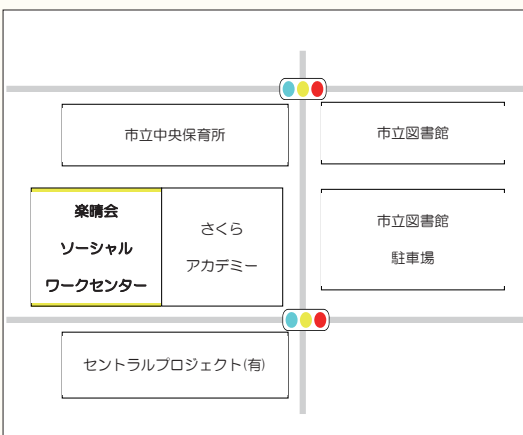 市立中央保育所
市立図書館
楽晴会
ソーシャル
ワークセンター
さくら
アカデミー
市立図書館
駐車場
セントラルプロジェクト(有)